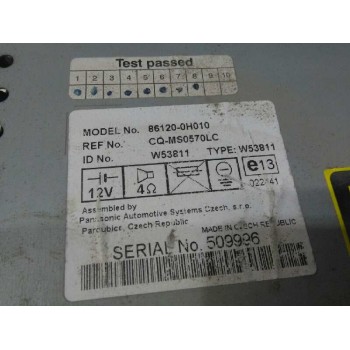 Test passed
1 2 3 4 5 6 7 8 9 10
MODEL No. 86120-0H010
REF No. CQ-MS0570LC
ID No. W53811 TYPE: W53811
12V 4Ω e13
022441
Assembled by
Panasonic Automotive Systems Czech, s.r.o.
Pardubice, Czech Republic
MADE IN CZECH REPUBLIC
SERIAL No. 509996